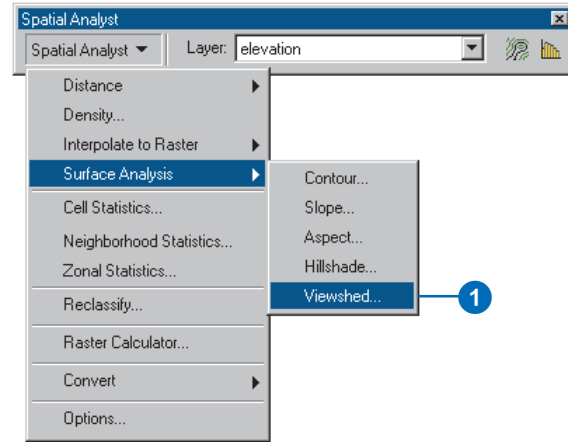 Spatial Analyst
Spatial Analyst Layer: elevation
Distance
Density...
Interpolate to Raster
Surface Analysis
Cell Statistics...
Neighborhood Statistics...
Zonal Statistics...
Reclassify...
Raster Calculator...
Convert
Options...
Contour...
Slope...
Aspect...
Hillshade...
Viewshed...
1